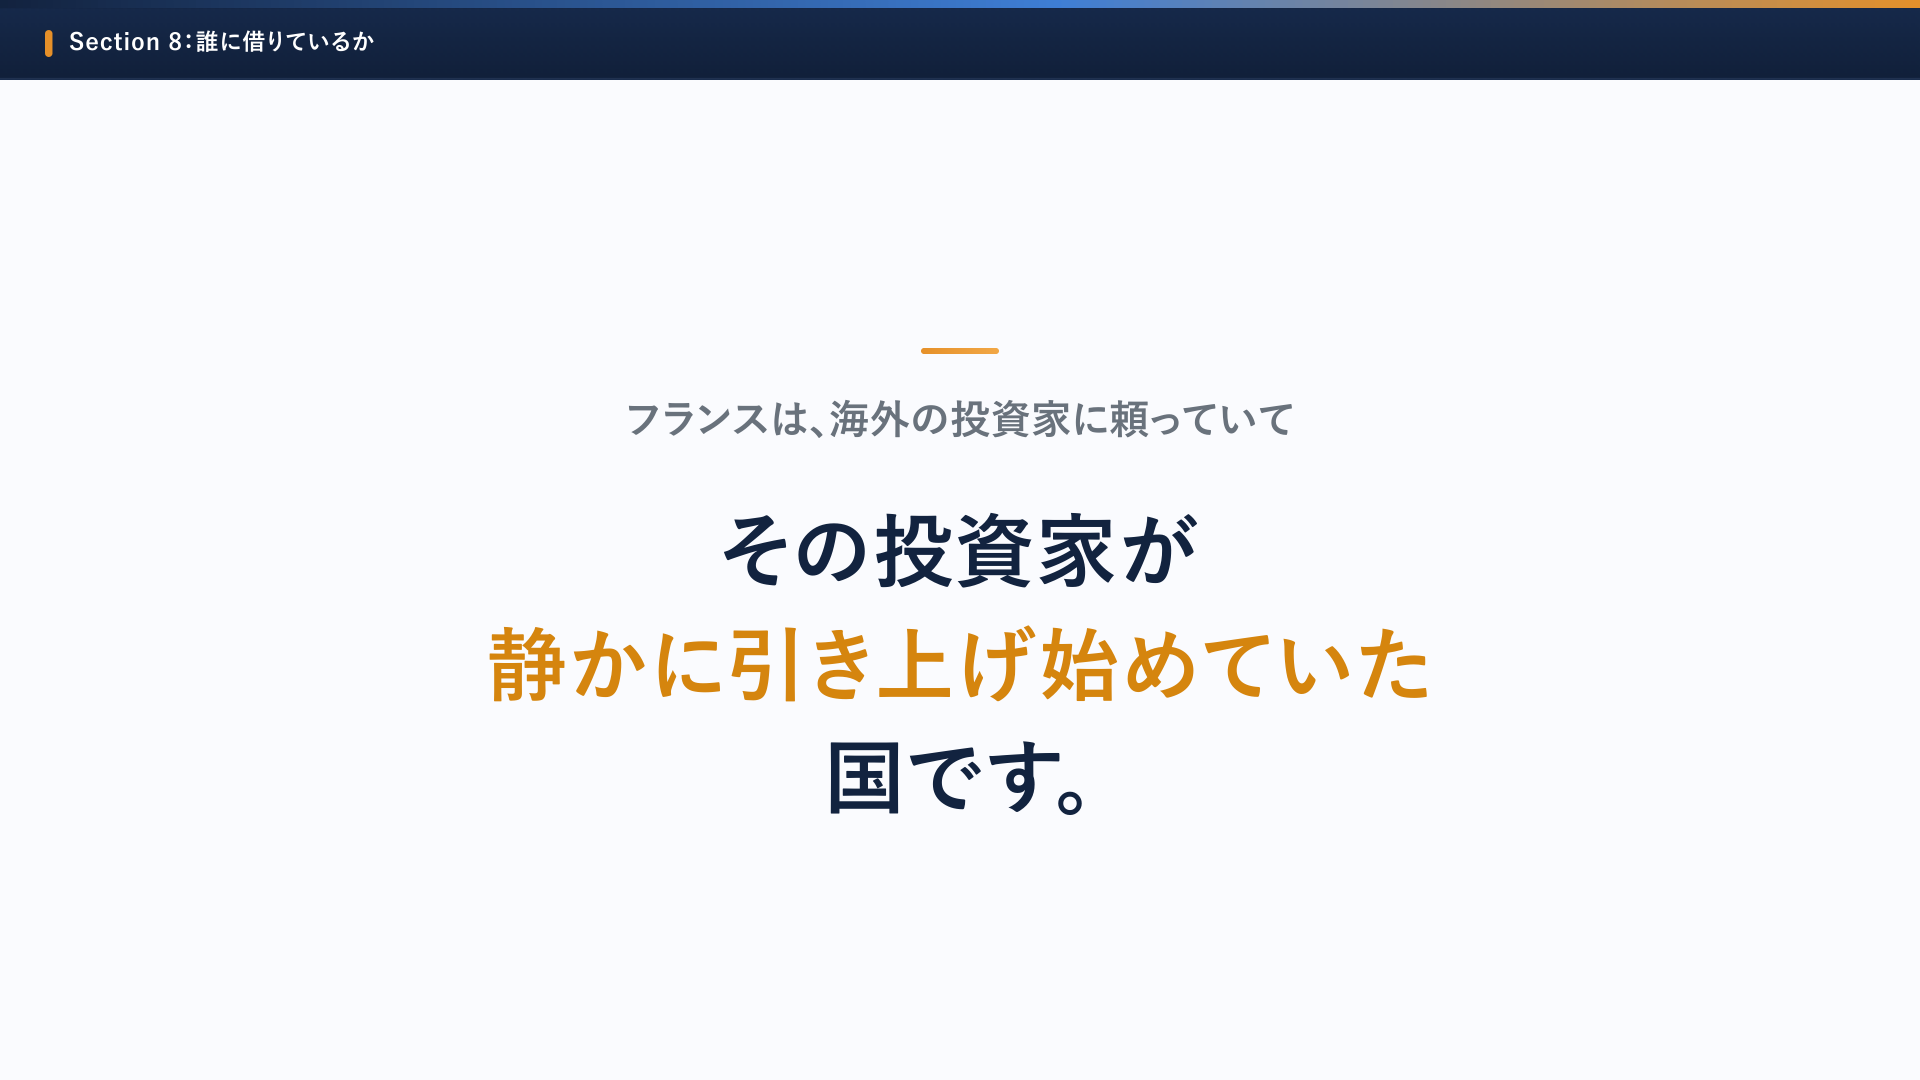 Section 8：誰に借りているか
フランスは、海外の投資家に頼っていて
その投資家が
静かに引き上げ始めていた
国です。